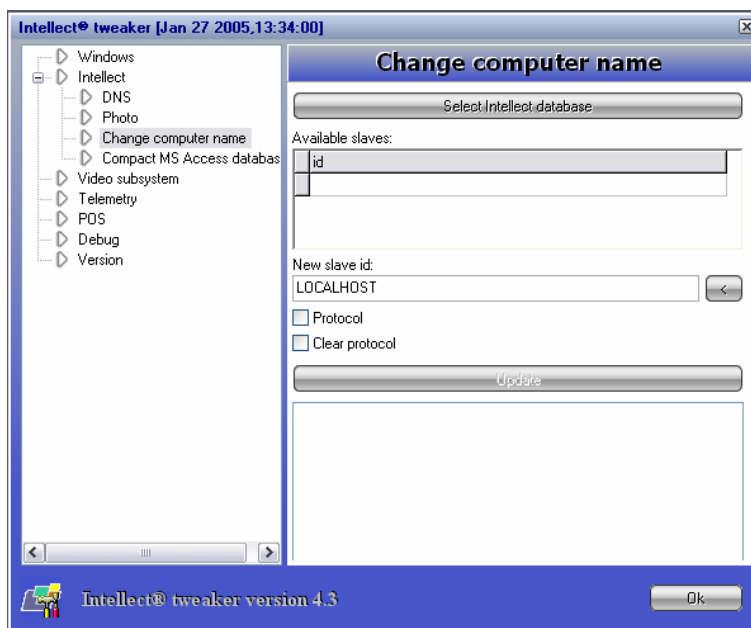 Intellect® tweaker [Jan 27 2005,13:34:00]
Windows
Intellect
DNS
Photo
Change computer name
Compact MS Access databas
Video subsystem
Telemetry
POS
Debug
Version
Change computer name
Select Intellect database
Available slaves:
id
New slave id:
LOCALHOST
<
Protocol
Clear protocol
Update
Intellect® tweaker version 4.3
Ok